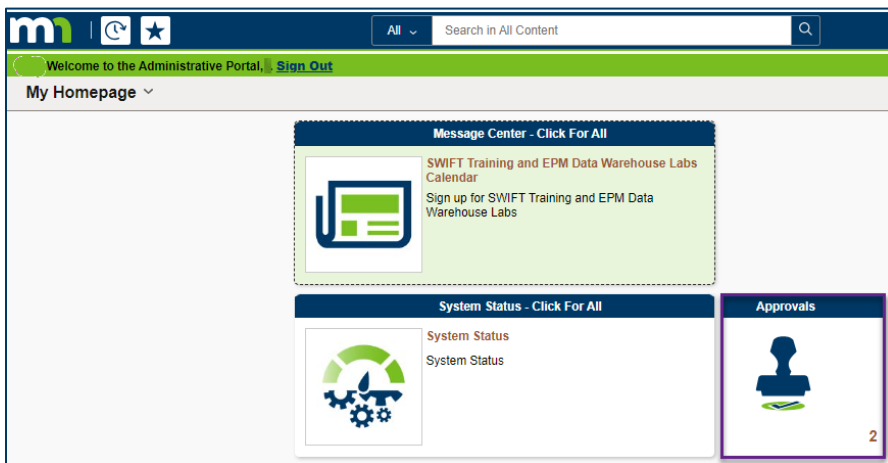 mn
All
Search in All Content
Welcome to the Administrative Portal, Sign Out
My Homepage
Message Center - Click For All
SWIFT Training and EPM Data Warehouse Labs
Calendar
Sign up for SWIFT Training and EPM Data
Warehouse Labs
System Status - Click For All
System Status
System Status
Approvals
2